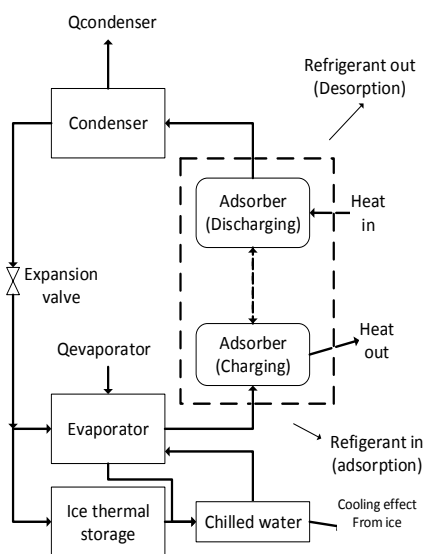 Qcondenser
Refrigerant out
(Desorption)
Condenser
Adsorber
(Discharging)
Heat
in
Expansion
valve
Adsorber
(Charging)
Heat
out
Qevaporator
Evaporator
Refigerant in
(adsorption)
Ice thermal
storage
Chilled water
Cooling effect
From ice